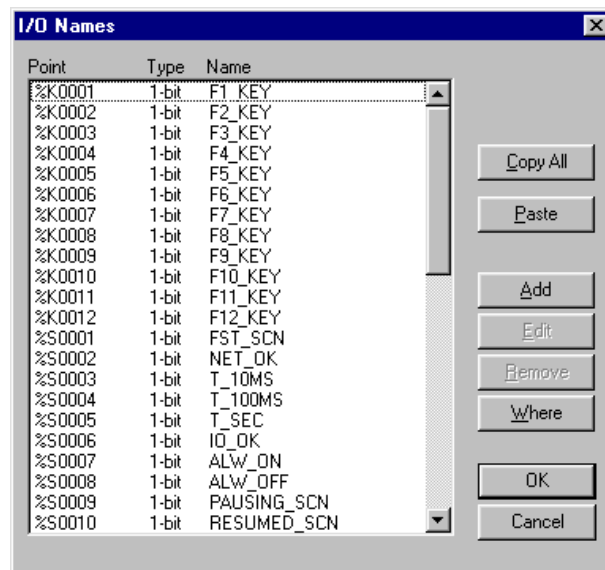 I/O Names
Point Type Name
%K0001 1-bit F1_KEY
%K0002 1-bit F2_KEY
%K0003 1-bit F3_KEY
%K0004 1-bit F4_KEY
%K0005 1-bit F5_KEY
%K0006 1-bit F6_KEY
%K0007 1-bit F7_KEY
%K0008 1-bit F8_KEY
%K0009 1-bit F9_KEY
%K0010 1-bit F10_KEY
%K0011 1-bit F11_KEY
%K0012 1-bit F12_KEY
%S0001 1-bit FST_SCN
%S0002 1-bit NET_OK
%S0003 1-bit T_10MS
%S0004 1-bit T_100MS
%S0005 1-bit T_SEC
%S0006 1-bit IO_OK
%S0007 1-bit ALW_ON
%S0008 1-bit ALW_OFF
%S0009 1-bit PAUSING_SCN
%S0010 1-bit RESUMED_SCN
Copy All
Paste
Add
Edit
Remove
Where
OK
Cancel